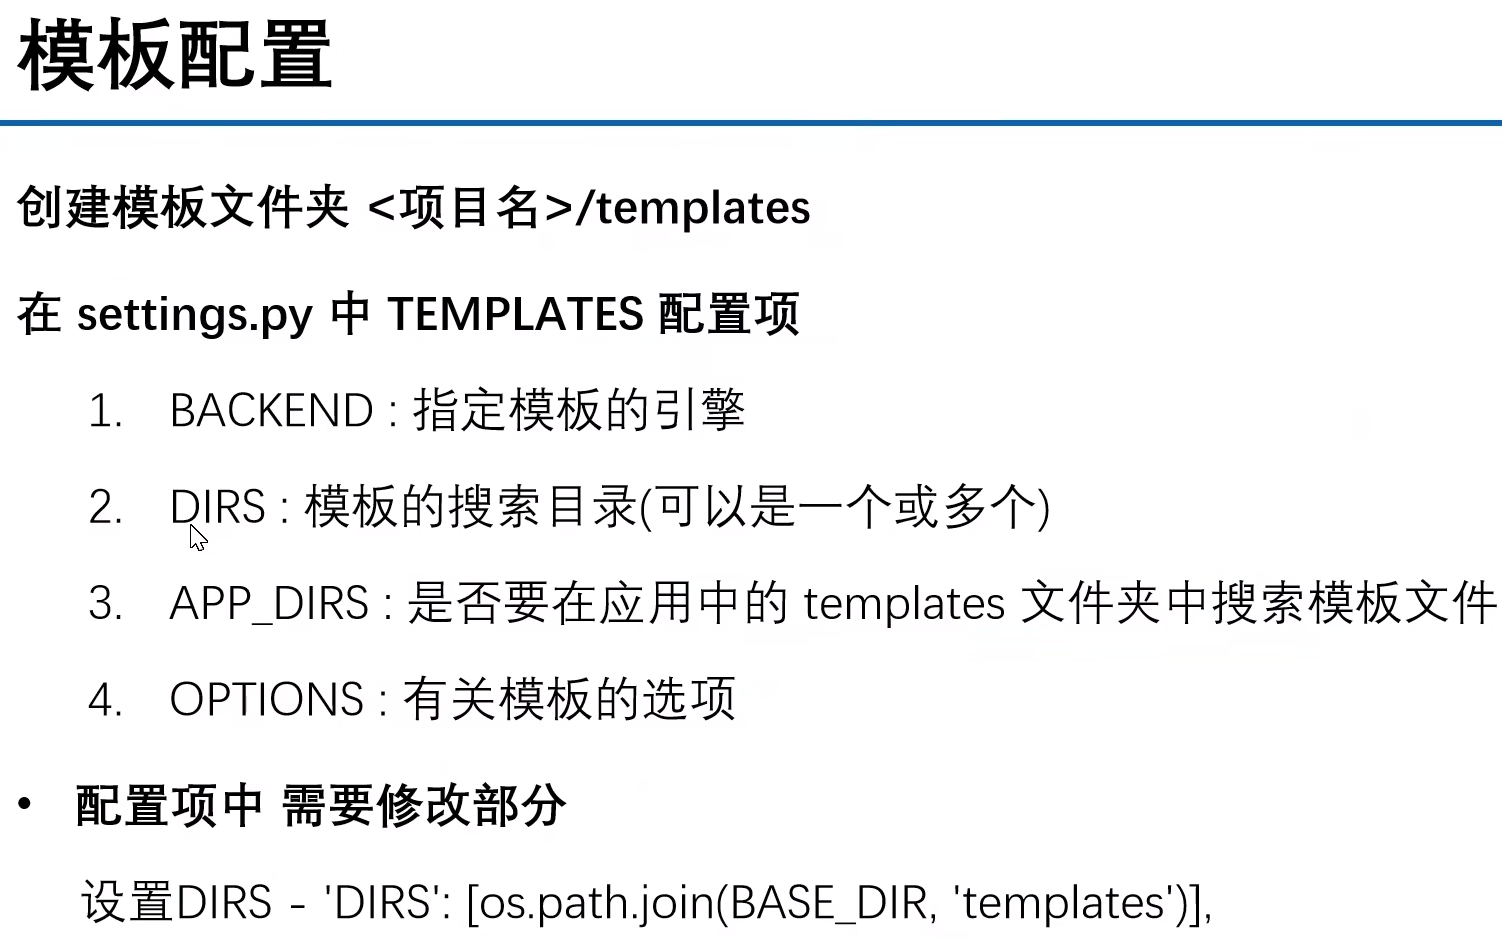 模板配置
创建模板文件夹 <项目名>/templates
在 settings.py 中 TEMPLATES 配置项
1. BACKEND : 指定模板的引擎
2. DIRS : 模板的搜索目录(可以是一个或多个)
3. APP_DIRS : 是否要在应用中的 templates 文件夹中搜索模板文件
4. OPTIONS : 有关模板的选项
• 配置项中 需要修改部分
设置DIRS - 'DIRS': [os.path.join(BASE_DIR, 'templates')],